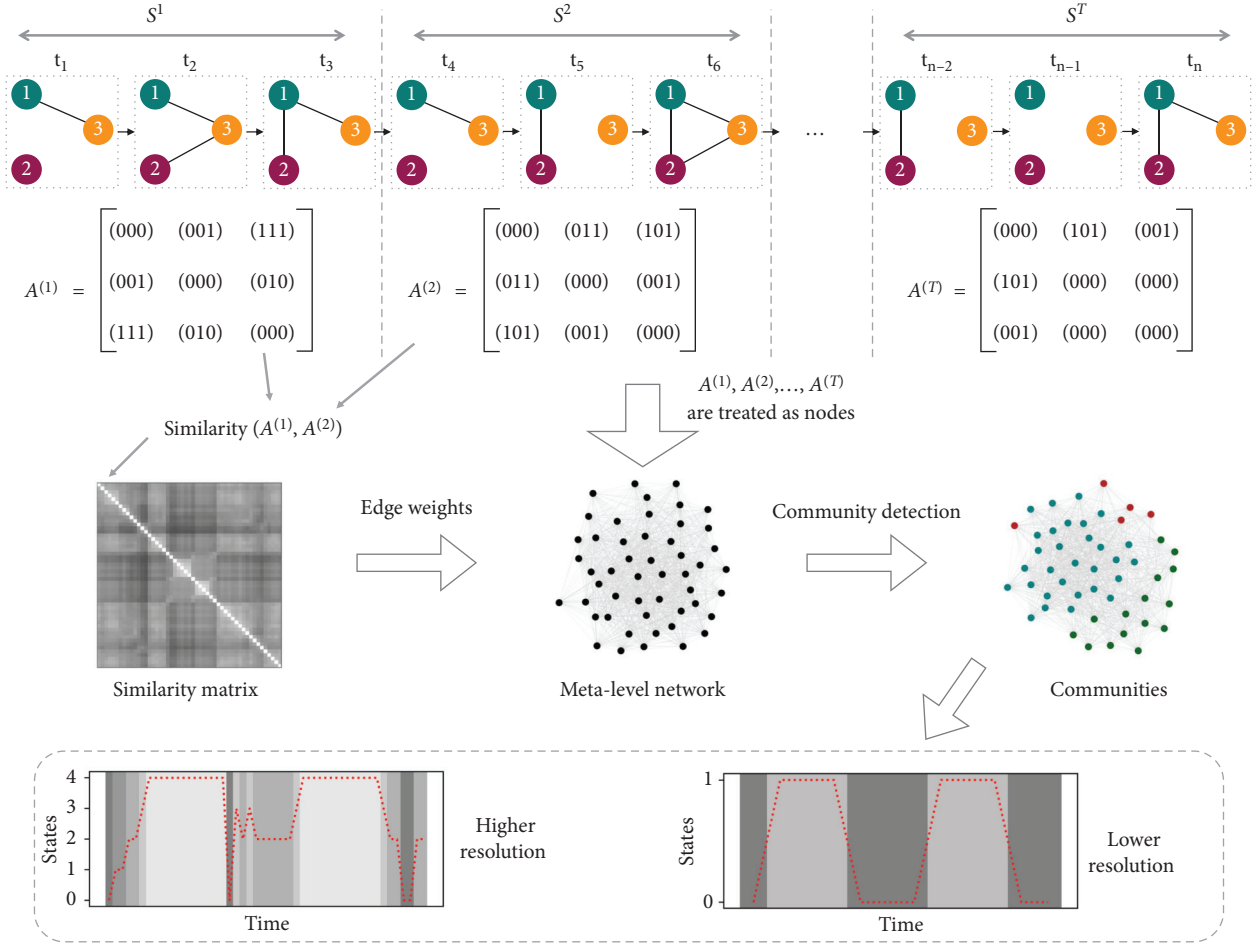 S¹ S² Sᵀ
t₁ t₂ t₃ t₄ t₅ t₆ tₙ₋₂ tₙ₋₁ tₙ
1 1 1 1 1 1 1 1 1
3 3 3 3 3 3 ... 3 3 3
2 2 2 2 2 2 2 2 2
(000) (001) (111) (000) (011) (101) (000) (101) (001)
A⁽¹⁾ = (001) (000) (010) A⁽²⁾ = (011) (000) (001) A⁽ᵀ⁾ = (101) (000) (000)
(111) (010) (000) (101) (001) (000) (001) (000) (000)
A⁽¹⁾, A⁽²⁾,..., A⁽ᵀ⁾
are treated as nodes
Similarity (A⁽¹⁾, A⁽²⁾)
Edge weights
Community detection
Similarity matrix
Meta-level network
Communities
4
3
2
1
0
States
Time
Higher
resolution
1
0
States
Time
Lower
resolution